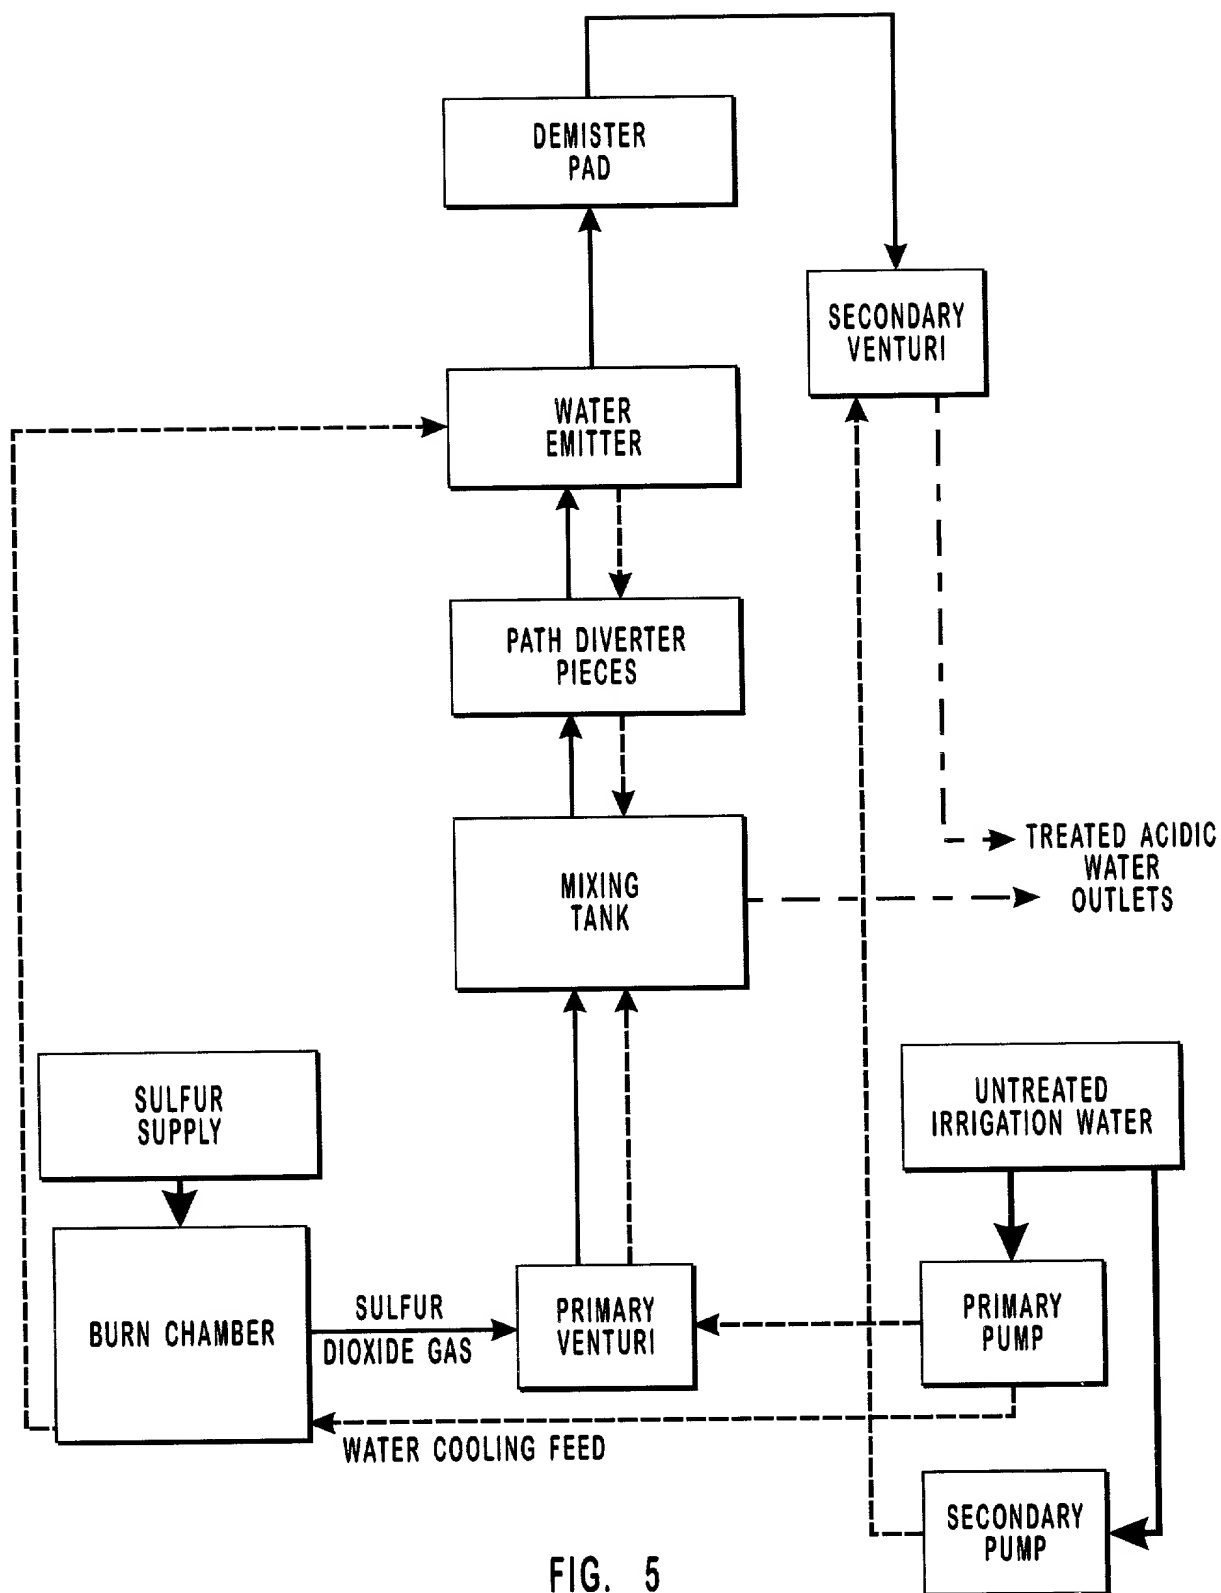 DEMISTER
PAD
SECONDARY
VENTURI
WATER
EMITTER
PATH DIVERTER
PIECES
TREATED ACIDIC
WATER
OUTLETS
MIXING
TANK
SULFUR
SUPPLY
UNTREATED
IRRIGATION WATER
BURN CHAMBER
SULFUR
DIOXIDE GAS
PRIMARY
VENTURI
PRIMARY
PUMP
WATER COOLING FEED
SECONDARY
PUMP
FIG. 5